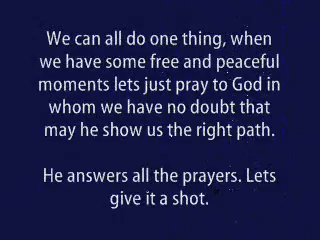 We can all do one thing, when
we have some free and peaceful
moments lets just pray to God in
whom we have no doubt that
may he show us the right path.
He answers all the prayers. Lets
give it a shot.